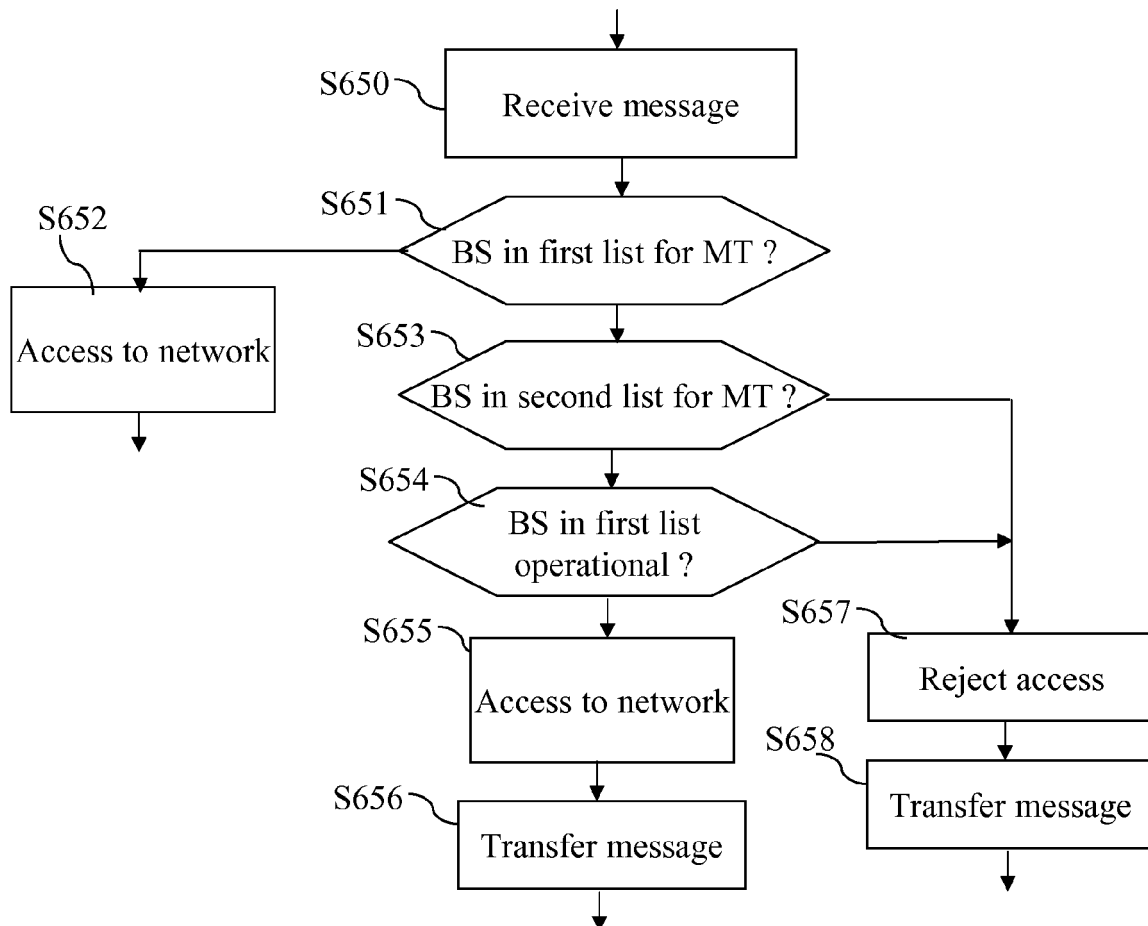 S650
Receive message
S651
BS in first list for MT ?
S652
Access to network
S653
BS in second list for MT ?
S654
BS in first list
operational ?
S655
Access to network
S657
Reject access
S656
Transfer message
S658
Transfer message